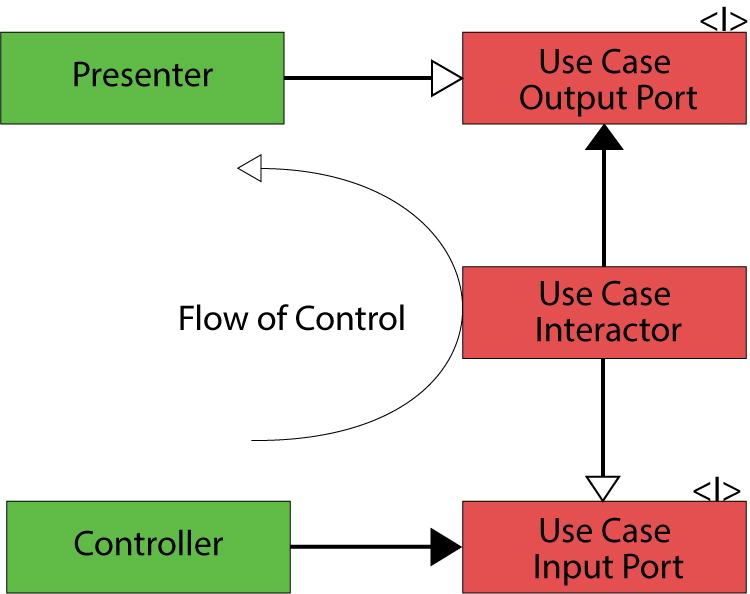 <I>
Presenter
Use Case
Output Port
Use Case
Interactor
Flow of Control
<I>
Controller
Use Case
Input Port